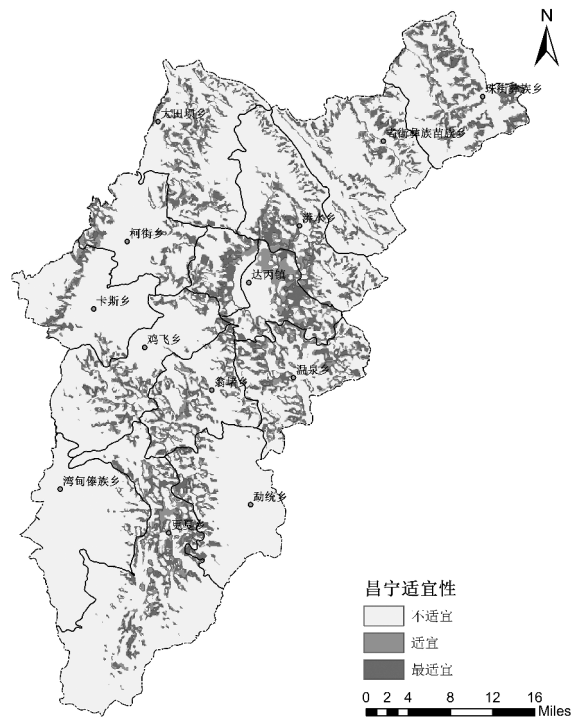 N
珠街彝族乡
大田坝乡
耈街彝族苗族乡
漭水乡
柯街乡
达丙镇
卡斯乡
鸡飞乡
温泉乡
翁堵乡
湾甸傣族乡
勐统乡
更戛乡
昌宁适宜性
不适宜
适宜
最适宜
0 2 4 8 12 16
Miles